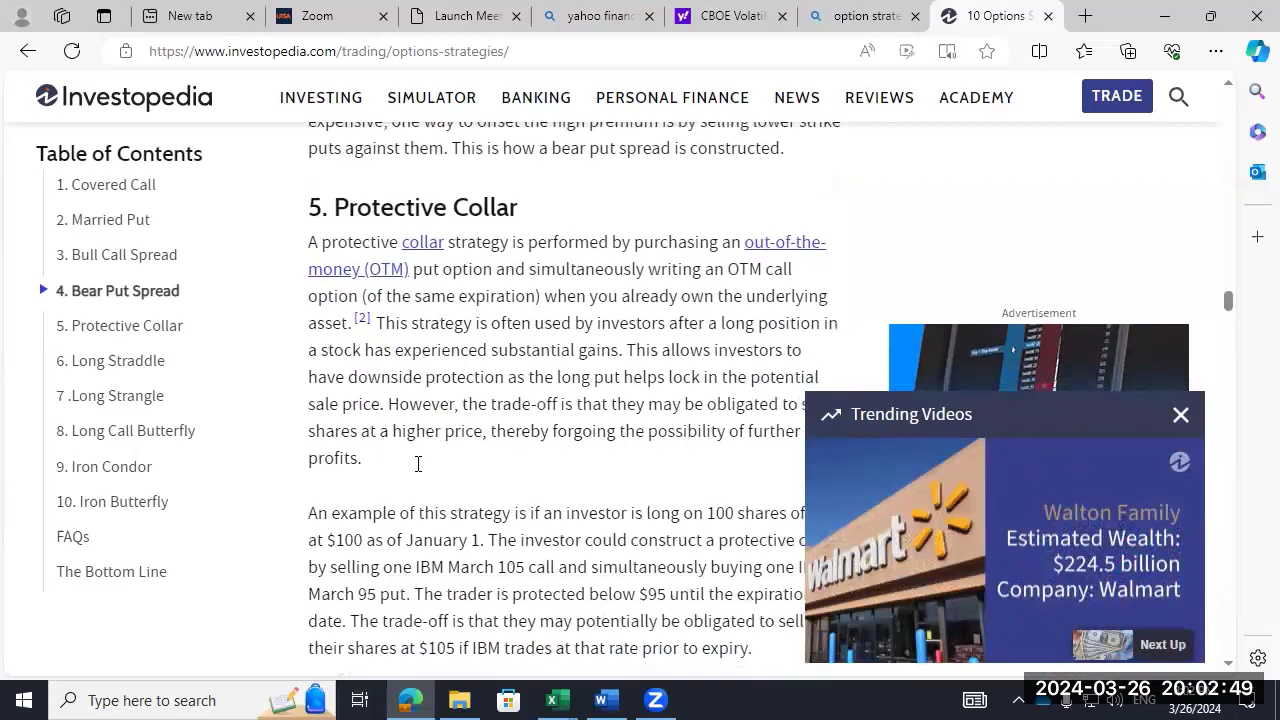 New tab
Zoom
Launch Mee
yahoo financ
CBOE Volatil
option strate
10 Options S
https://www.investopedia.com/trading/options-strategies/
Investopedia
INVESTING
SIMULATOR
BANKING
PERSONAL FINANCE
NEWS
REVIEWS
ACADEMY
TRADE
Table of Contents
1. Covered Call
2. Married Put
3. Bull Call Spread
4. Bear Put Spread
5. Protective Collar
6. Long Straddle
7 .Long Strangle
8. Long Call Butterfly
9. Iron Condor
10. Iron Butterfly
FAQs
The Bottom Line
expensive, one way to offset the high premium is by selling lower strike
puts against them. This is how a bear put spread is constructed.
5. Protective Collar
A protective collar strategy is performed by purchasing an out-of-the-
money (OTM) put option and simultaneously writing an OTM call
option (of the same expiration) when you already own the underlying
asset. [2] This strategy is often used by investors after a long position in
a stock has experienced substantial gains. This allows investors to
have downside protection as the long put helps lock in the potential
sale price. However, the trade-off is that they may be obligated to s
shares at a higher price, thereby forgoing the possibility of further
profits.
An example of this strategy is if an investor is long on 100 shares of
at $100 as of January 1. The investor could construct a protective c
by selling one IBM March 105 call and simultaneously buying one I
March 95 put. The trader is protected below $95 until the expiratio
date. The trade-off is that they may potentially be obligated to sell
their shares at $105 if IBM trades at that rate prior to expiry.
Advertisement
Trending Videos
Walmart
Walton Family
Estimated Wealth:
$224.5 billion
Company: Walmart
Next Up
Type here to search
ENG
3/26/2024
2024-03-26 20:02:49